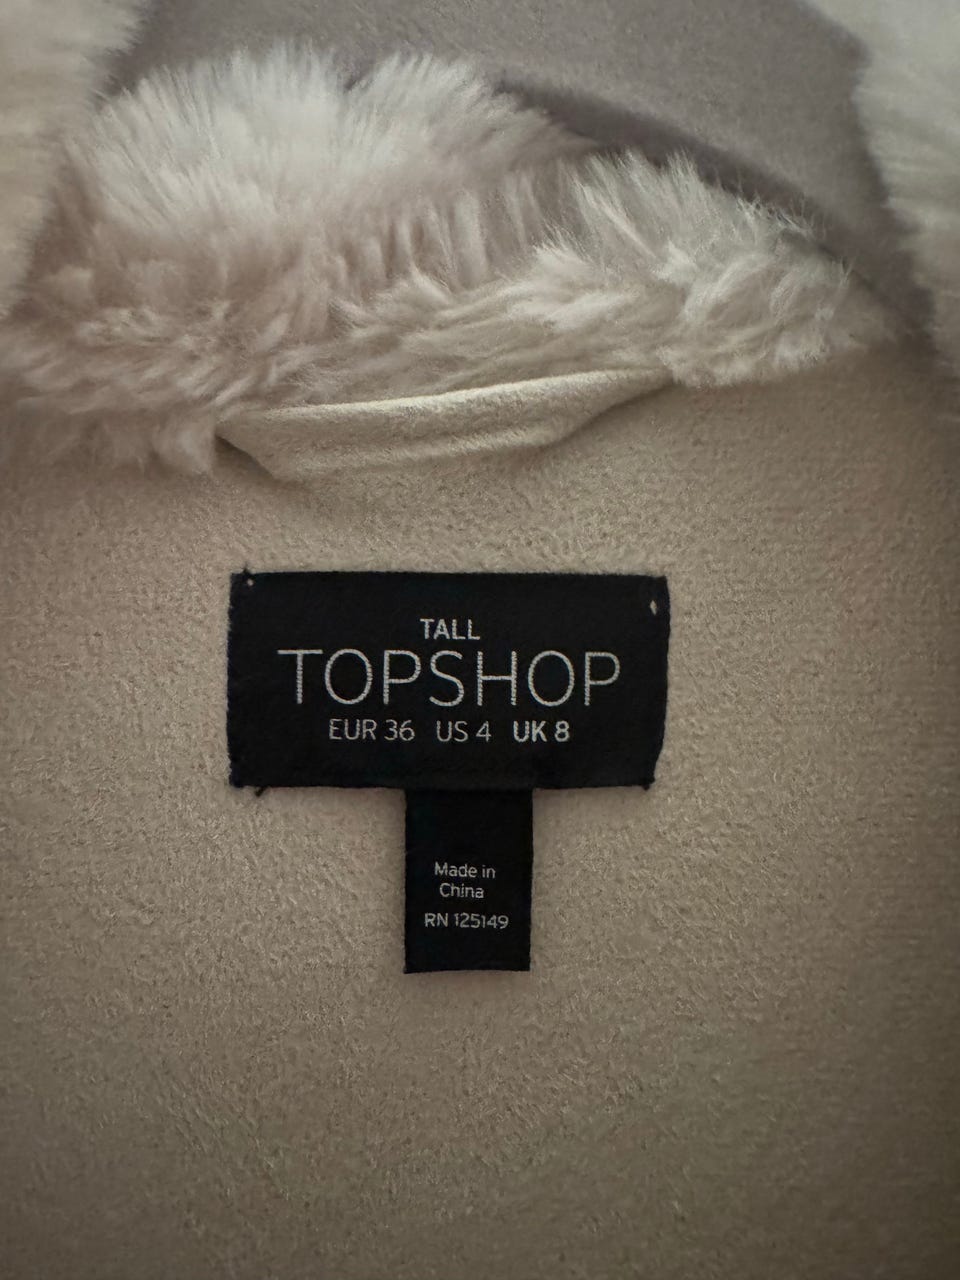 TALL
TOPSHOP
EUR 36 US 4 UK 8
Made in
China
RN 125149